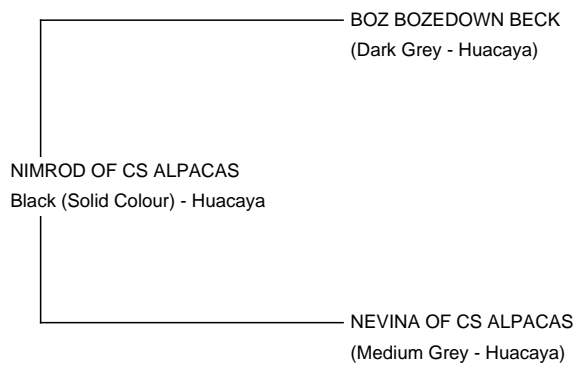 BOZ BOZEDOWN BECK
(Dark Grey - Huacaya)
NIMROD OF CS ALPACAS
Black (Solid Colour) - Huacaya
NEVINA OF CS ALPACAS
(Medium Grey - Huacaya)